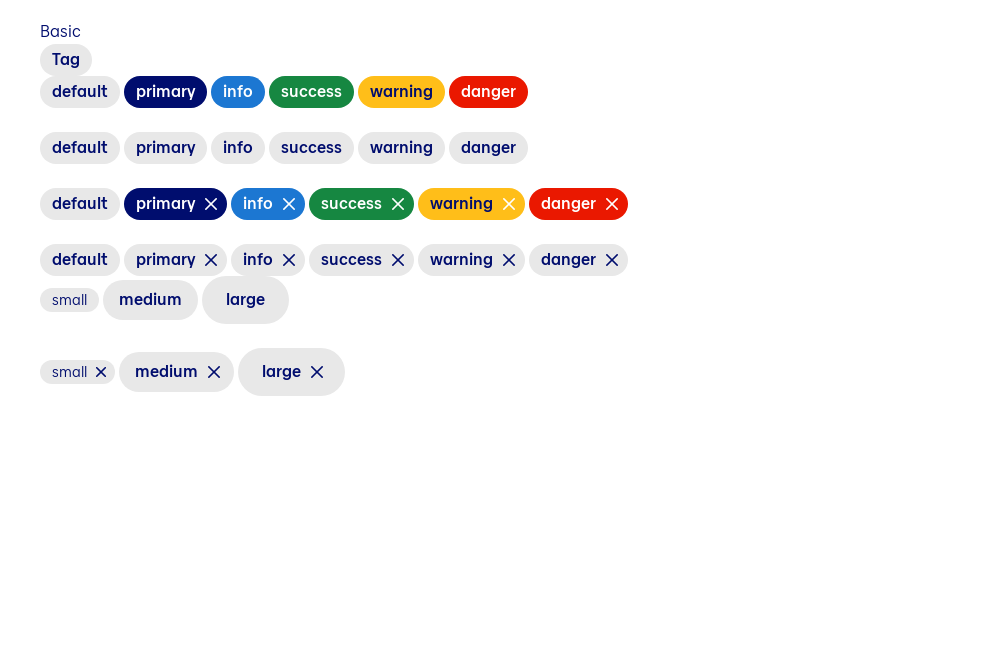 Basic
Tag
default primary info success warning danger
default primary info success warning danger
default primary info success warning danger
default primary info success warning danger
small medium large
small medium large